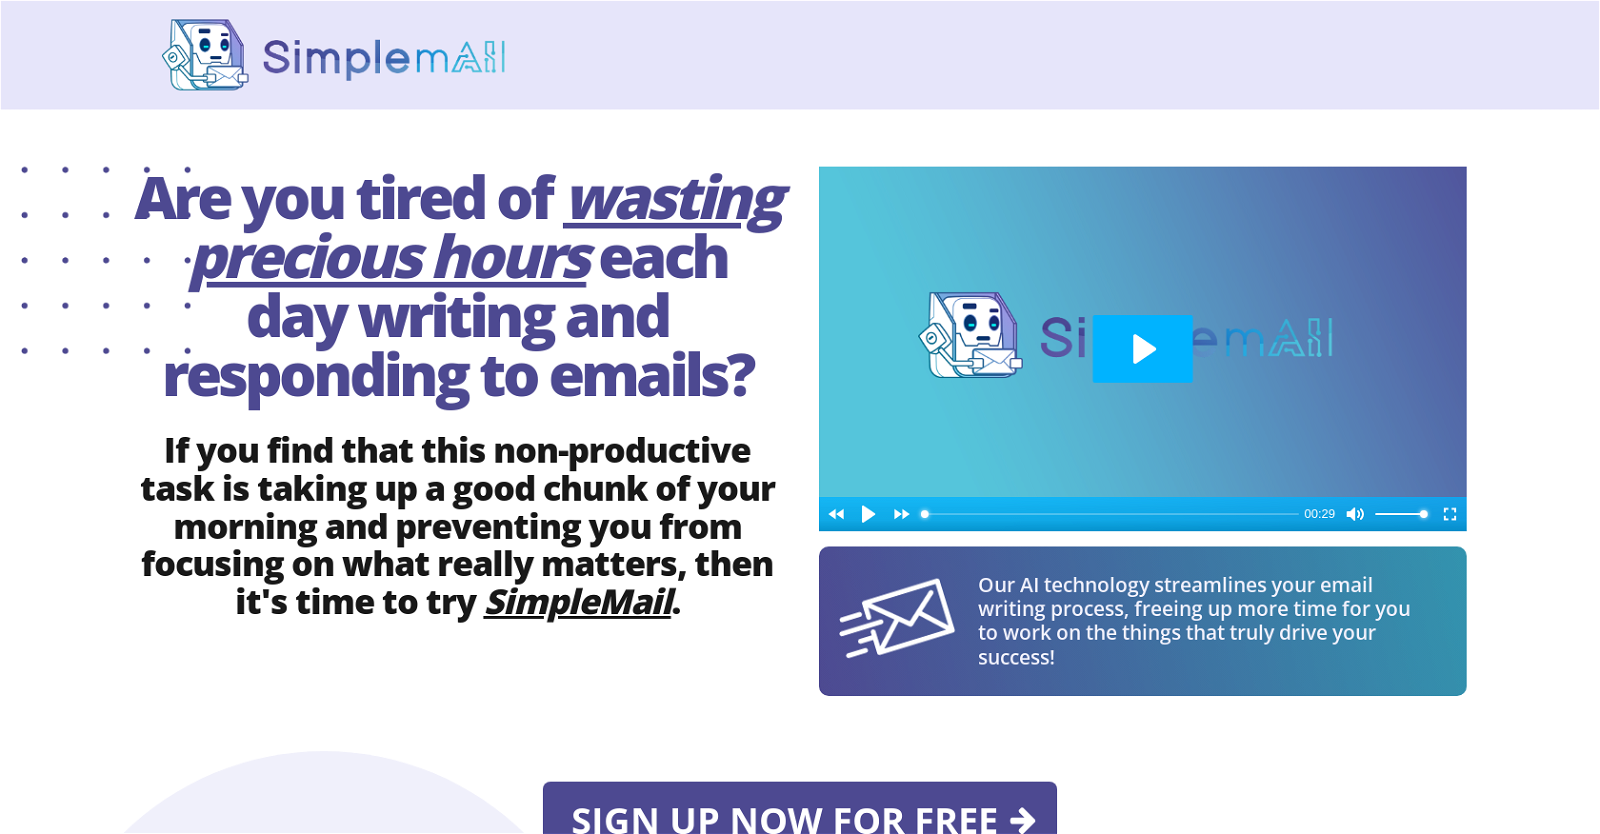 SimplemAIl
Are you tired of wasting
precious hours each
day writing and
responding to emails?
If you find that this non-productive
task is taking up a good chunk of your
morning and preventing you from
focusing on what really matters, then
it's time to try SimpleMail.
Si emAIl
00:29
Our AI technology streamlines your email
writing process, freeing up more time for you
to work on the things that truly drive your
success!
SIGN UP NOW FOR FREE